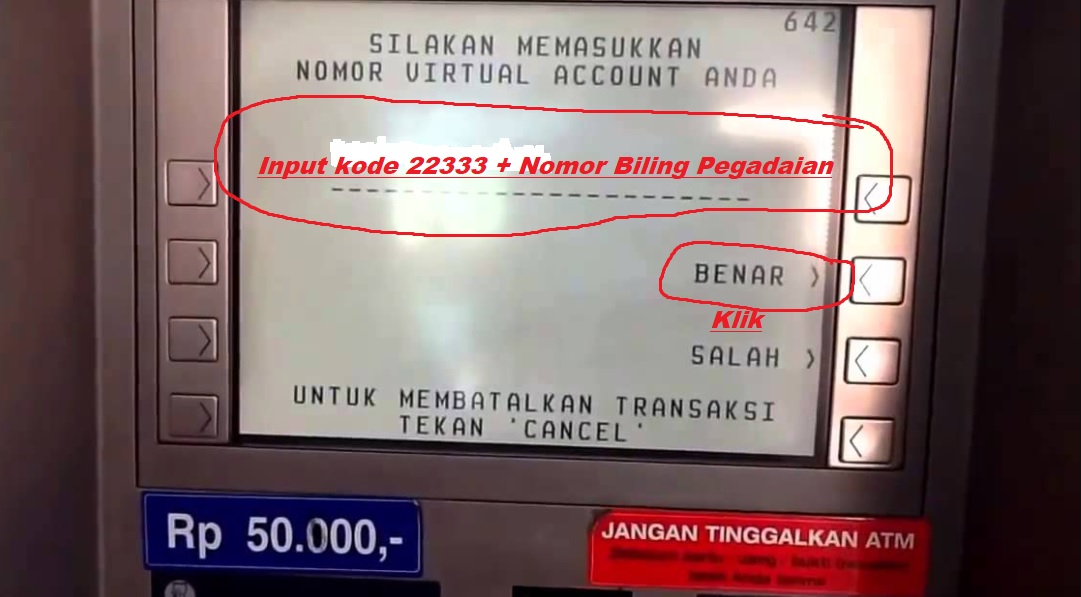 642
SILAKAN MEMASUKKAN
NOMOR VIRTUAL ACCOUNT ANDA
Input kode 22333 + Nomor Biling Pegadaian
--------------------------
BENAR >
Klik
SALAH >
UNTUK MEMBATALKAN TRANSAKSI
TEKAN 'CANCEL'
Rp 50.000,-
JANGAN TINGGALKAN ATM